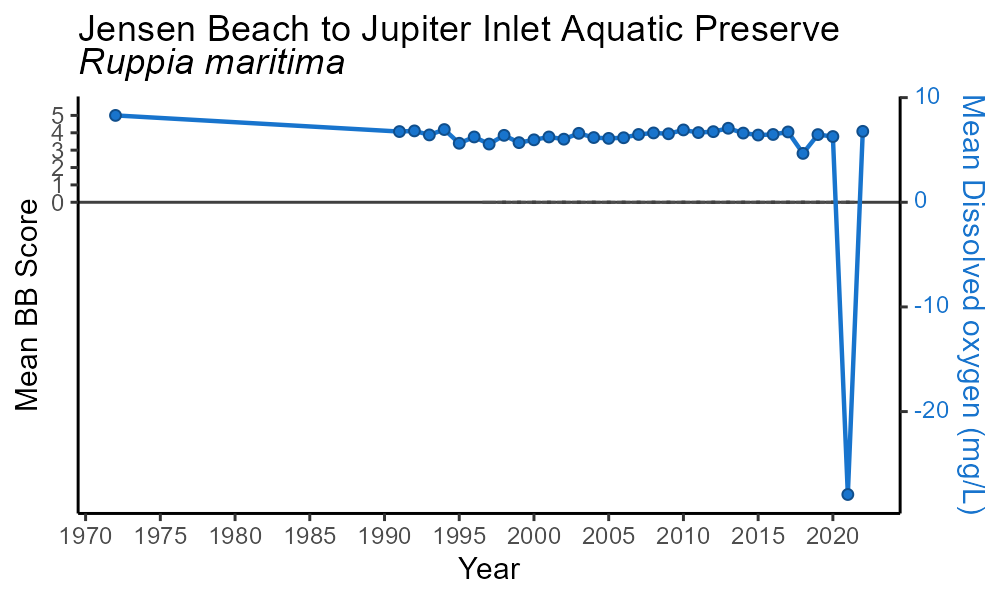 Jensen Beach to Jupiter Inlet Aquatic Preserve
Ruppia maritima
Mean BB Score
5
4
3
2
1
0
10
0
-10
-20
Mean Dissolved oxygen (mg/L)
1970 1975 1980 1985 1990 1995 2000 2005 2010 2015 2020
Year